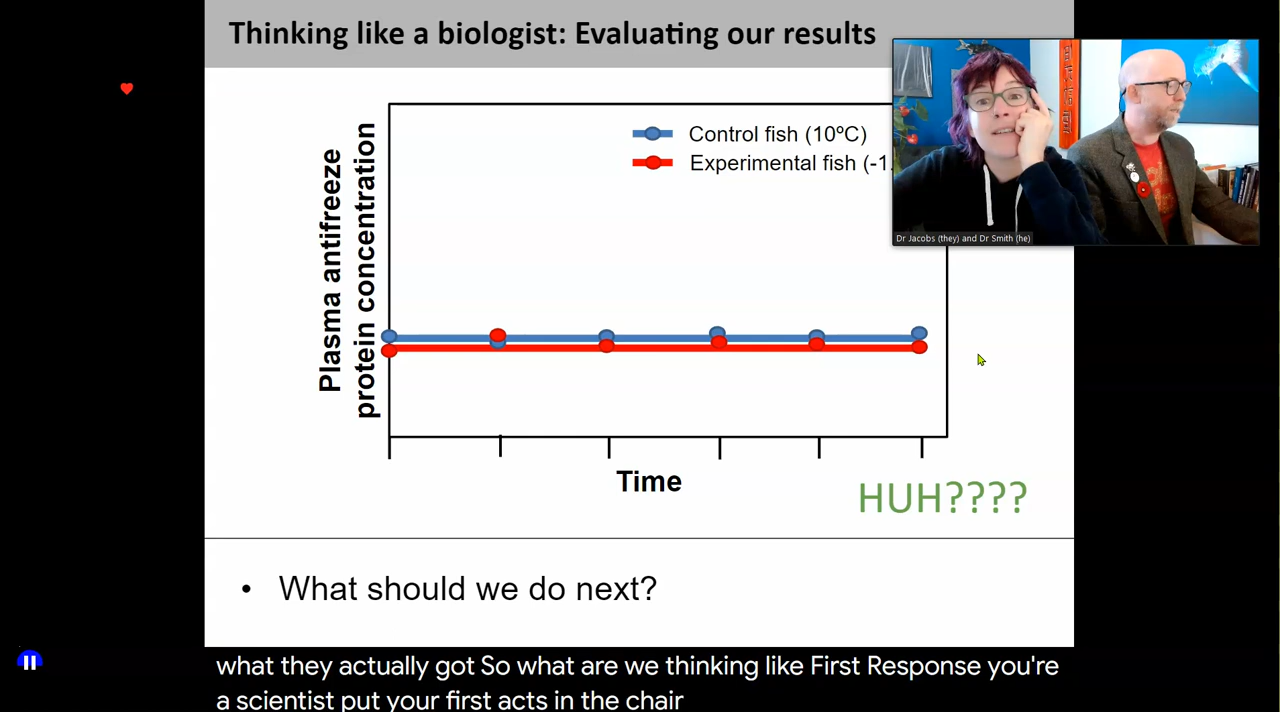 Thinking like a biologist: Evaluating our results
Control fish (10ºC)
Experimental fish (-1.
Plasma antifreeze
protein concentration
Dr Jacobs (they) and Dr Smith (he)
Time
HUH????
• What should we do next?
what they actually got So what are we thinking like First Response you're
a scientist put your first acts in the chair